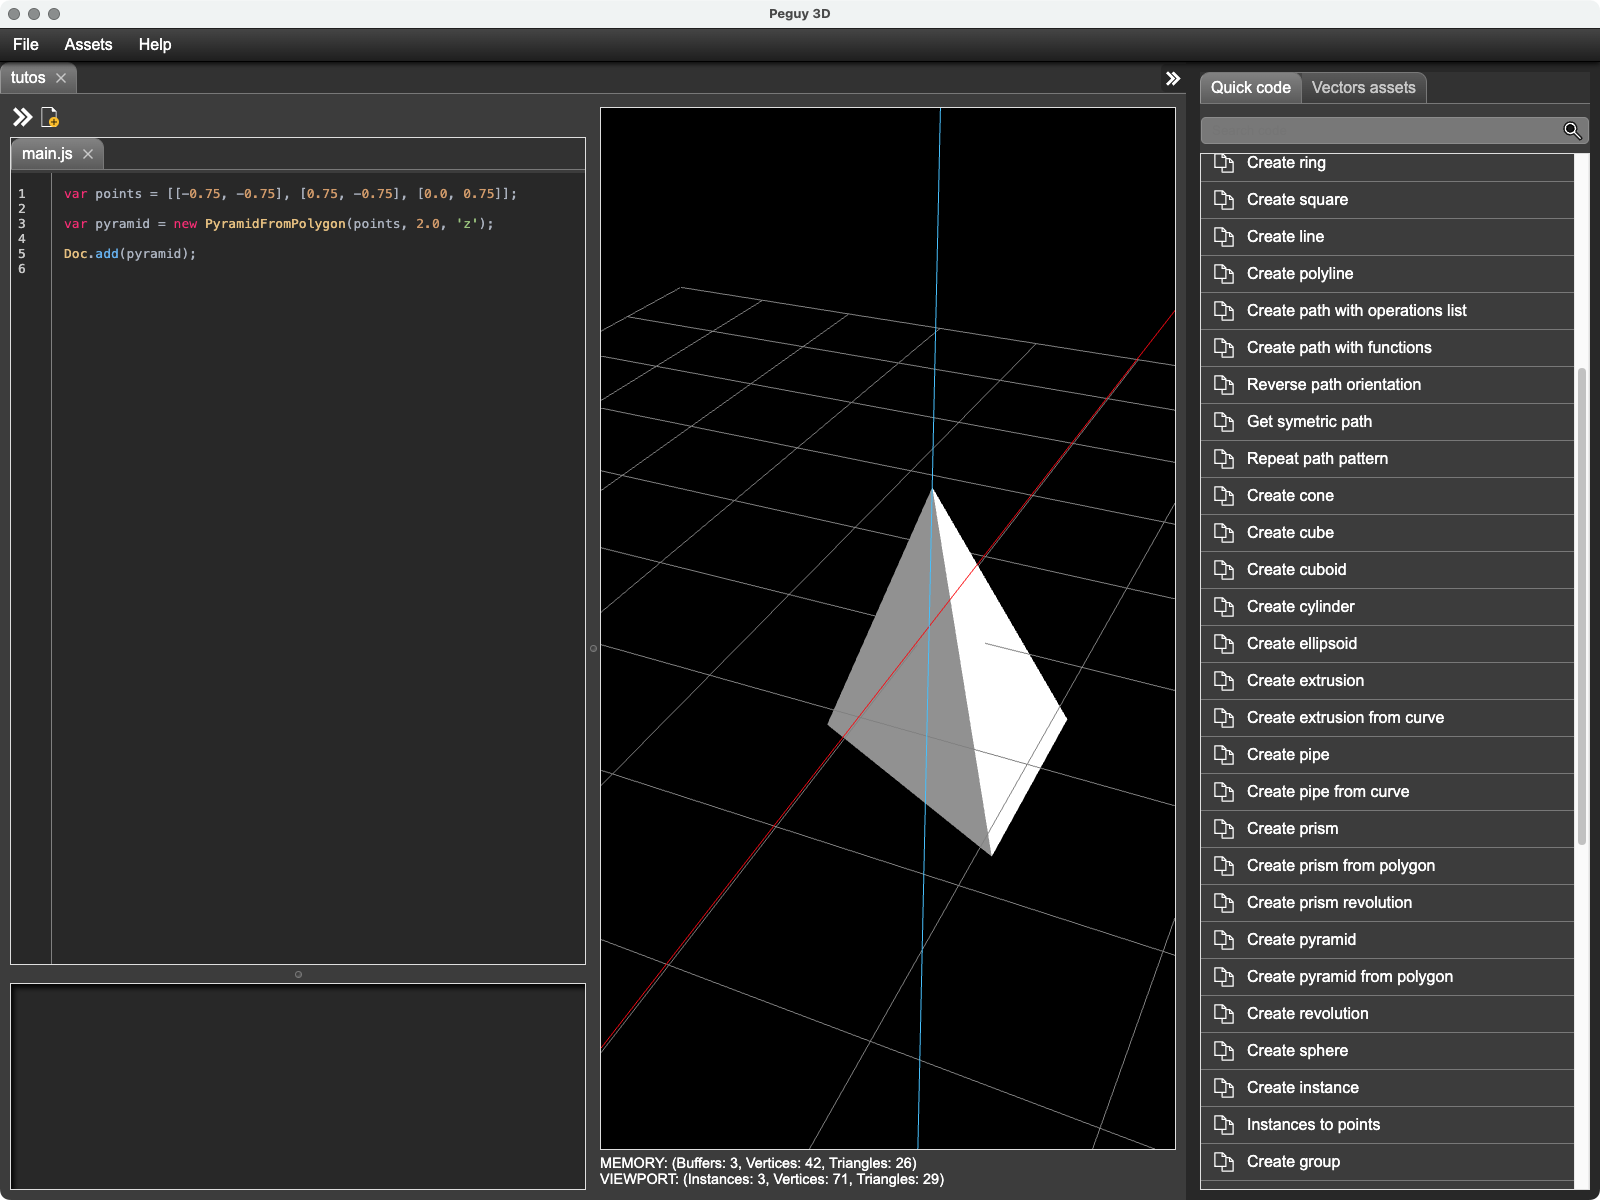 Peguy 3D
File Assets Help
tutos
main.js
1 var points = [[-0.75, -0.75], [0.75, -0.75], [0.0, 0.75]];
2
3 var pyramid = new PyramidFromPolygon(points, 2.0, 'z');
4
5 Doc.add(pyramid);
6
MEMORY: (Buffers: 3, Vertices: 42, Triangles: 26)
VIEWPORT: (Instances: 3, Vertices: 71, Triangles: 29)
Quick code Vectors assets
Create ring
Create square
Create line
Create polyline
Create path with operations list
Create path with functions
Reverse path orientation
Get symetric path
Repeat path pattern
Create cone
Create cube
Create cuboid
Create cylinder
Create ellipsoid
Create extrusion
Create extrusion from curve
Create pipe
Create pipe from curve
Create prism
Create prism from polygon
Create prism revolution
Create pyramid
Create pyramid from polygon
Create revolution
Create sphere
Create instance
Instances to points
Create group